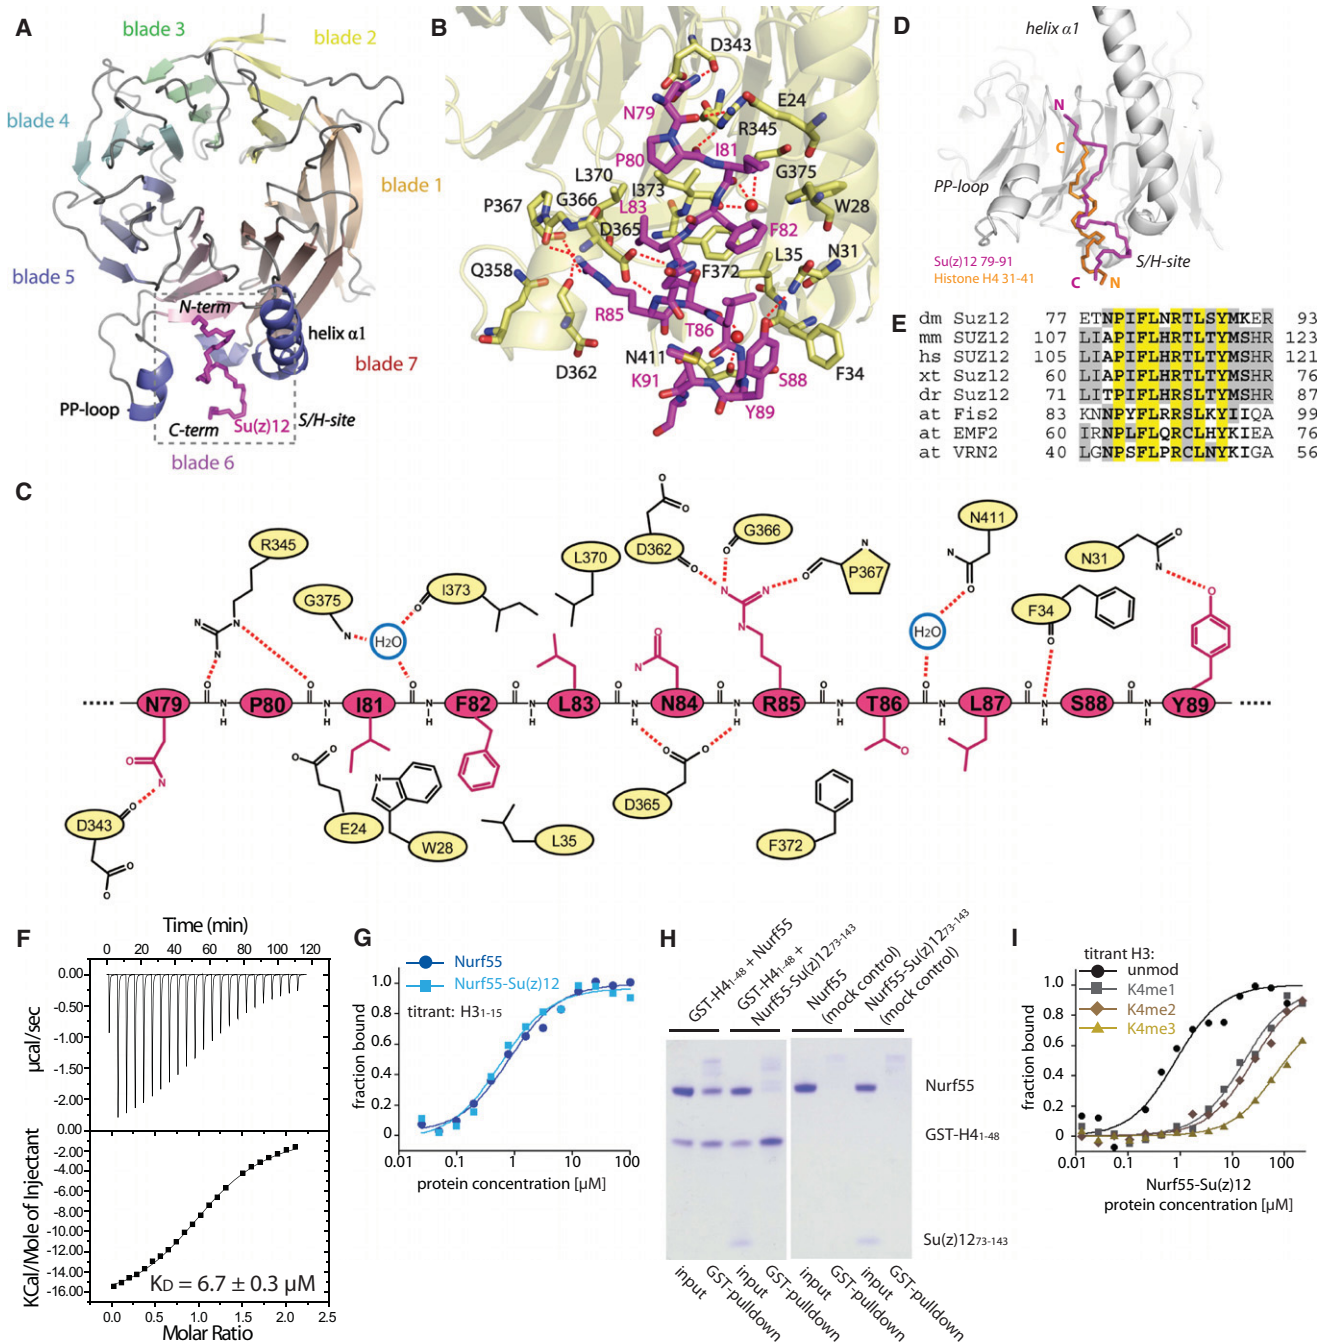 A
blade 3
blade 2
blade 4
blade 1
blade 5
N-term
helix α1
blade 7
PP-loop
C-term
Su(z)12
S/H-site
blade 6
B
D343
N79
E24
R345
P80
I81
L370
I373
G375
G366
P367
L83
W28
D365
F82
N31
L35
Q358
F372
R85
T86
N411
F34
D362
K91
S88
Y89
D
helix α1
N
C
PP-loop
S/H-site
Su(z)12 79-91
Histone H4 31-41
C
N
E
dm Suz12 77 ETNPIFLNRTLSYMKER 93
mm SUZ12 107 LIAPIFLHRTLTYMSHR 123
hs SUZ12 105 LIAPIFLHRTLTYMSHR 121
xt Suz12 60 LIAPIFLHRTLTYMSHR 76
dr Suz12 71 LITPIFLHRSLTYMSHR 87
at Fis2 83 KNNPYFLRRSLKYIIQA 99
at EMF2 60 IRNPLFLQRCLHYKIEA 76
at VRN2 40 LGNPSFLPRCLNYKIGA 56
C
R345
G375
I373
H2O
L370
D362
G366
P367
N411
H2O
N31
F34
N79 P80 I81 F82 L83 N84 R85 T86 L87 S88 Y89
D343
E24
W28
L35
D365
F372
F
Time (min)
0 20 40 60 80 100 120
0.00
-0.50
-1.00
-1.50
-2.00
µcal/sec
0.00
-2.00
-4.00
-6.00
-8.00
-10.00
-12.00
-14.00
-16.00
KCal/Mole of Injectant
KD = 6.7 ± 0.3 µM
0.0 0.5 1.0 1.5 2.0 2.5
Molar Ratio
G
Nurf55
Nurf55-Su(z)12
titrant: H31-15
1.0
0.8
0.6
0.4
0.2
0
fraction bound
0.01 0.1 1 10 100
protein concentration [µM]
H
GST-H41-48 + Nurf55
GST-H41-48 +
Nurf55-Su(z)1273-143
Nurf55
(mock control)
Nurf55-Su(z)1273-143
(mock control)
Nurf55
GST-H41-48
Su(z)1273-143
input
GST-pulldown
input
GST-pulldown
input
GST-pulldown
input
GST-pulldown
I
titrant H3:
unmod
K4me1
K4me2
K4me3
1.0
0.8
0.6
0.4
0.2
0
fraction bound
0.01 0.1 1 10 100
Nurf55-Su(z)12
protein concentration [µM]